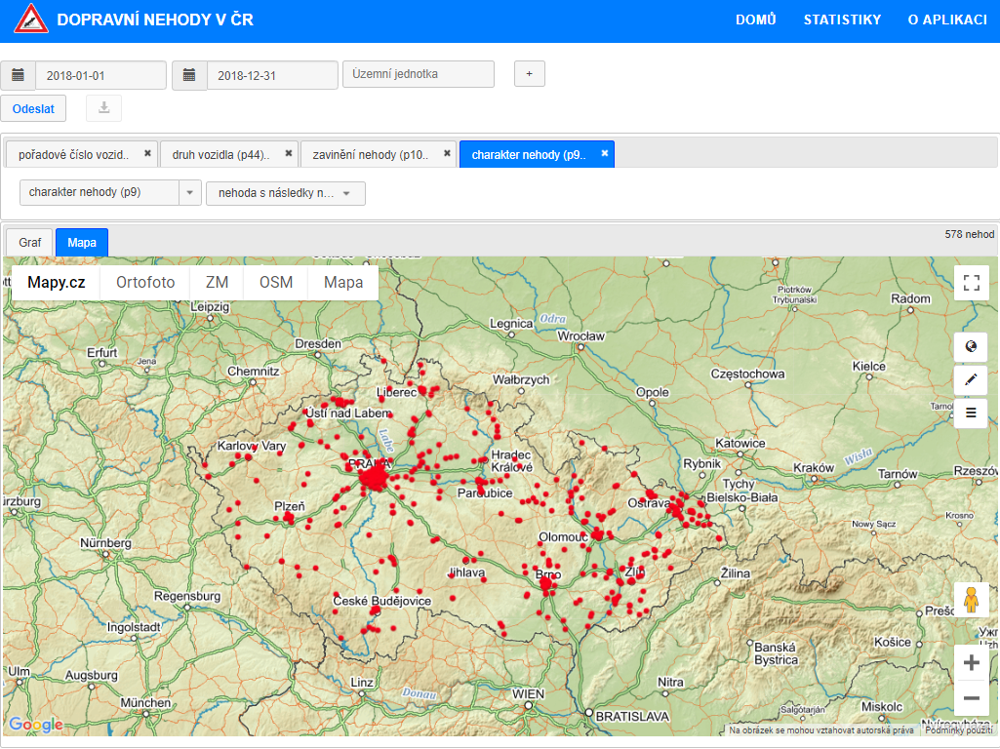 DOPRAVNÍ NEHODY V ČR
DOMŮ STATISTIKY O APLIKACI
2018-01-01 2018-12-31 Územní jednotka +
Odeslat
pořadové číslo vozid.. ✖ druh vozidla (p44).. ✖ zavinění nehody (p10.. ✖ charakter nehody (p9.. ✖
charakter nehody (p9) nehoda s následky n...
Graf Mapa 578 nehod
Mapy.cz Ortofoto ZM OSM Mapa
Piotrków
Trybunalski
Radom
Leipzig
Legnica
Odra
Wrocław
Dresden
Erfurt
Jena
Chemnitz
Kielce
Częstochowa
Wałbrzych
Opole
Liberec
Ústí nad Labem
Labe
Karlovy Vary
Katowice
Hradec
Králové
Wisła
Rybnik
Kraków
Tarnów
Rzeszó
PRAHA
Pardubice
Tychy
Bielsko-Biala
Ostrava
Plzeň
Krosno
Nowy Sącz
Olomouc
Nürnberg
Jihlava
Brno
Zlín
Žilina
Regensburg
České Budějovice
Prešo
Ingolstadt
Košice
Banská
Bystrica
Ulm
Augsburg
Linz
Donau
Nitra
WIEN
München
BRATISLAVA
Salgótarján
Miskolc
Google
Na obrázek se mohou vztahovat autorská práva Podmínky použití